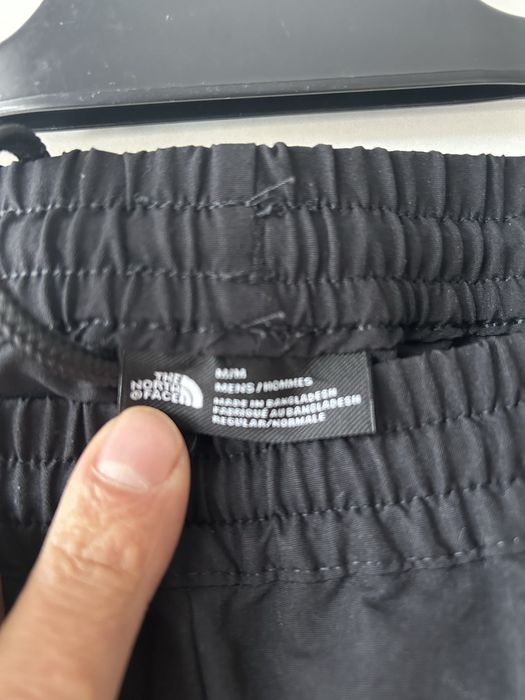 THE
NORTH
FACE
M/M
MENS/HOMMES
MADE IN BANGLADESH
FABRIQUÉ AU BANGLADESH
REGULAR/NORMALE